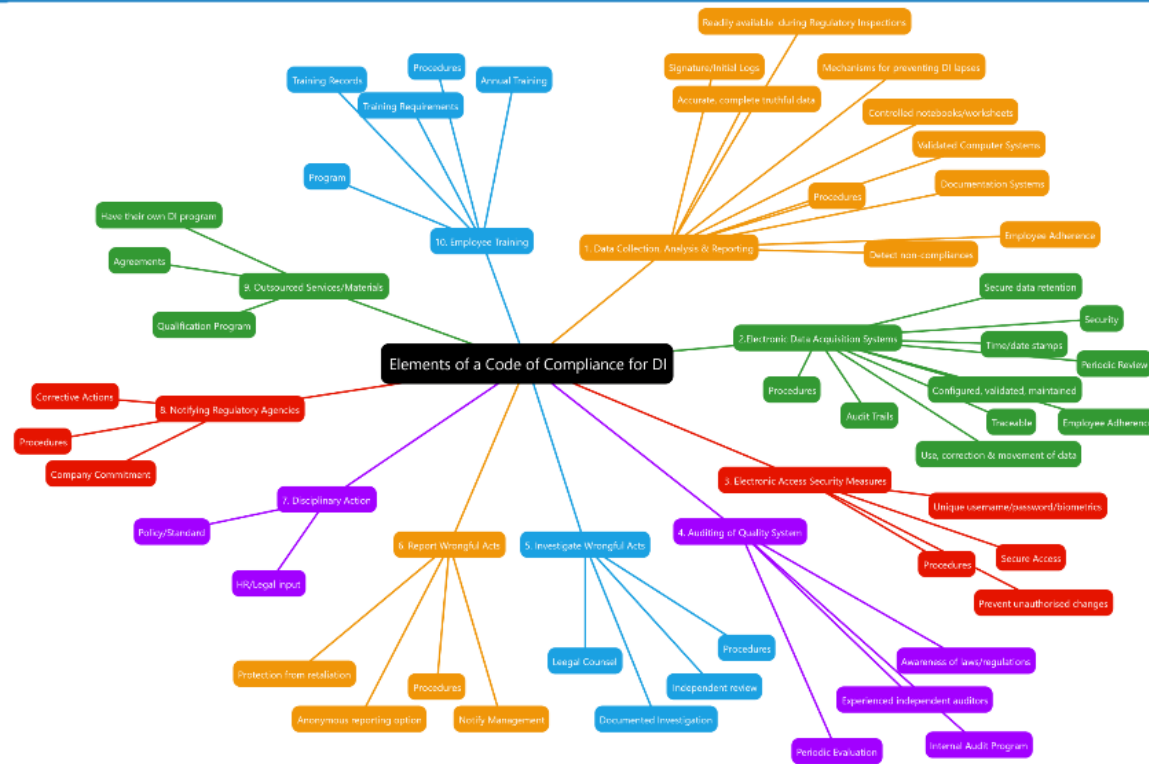 Elements of a Code of Compliance for DI
1. Data Collection, Analysis & Reporting
Readily available during Regulatory Inspections
Signature/Initial Logs
Mechanisms for preventing DI lapses
Accurate, complete truthful data
Controlled notebooks/worksheets
Validated Computer Systems
Documentation Systems
Procedures
Employee Adherence
Detect non-compliances
2.Electronic Data Acquisition Systems
Secure data retention
Security
Time/date stamps
Periodic Review
Configured, validated, maintained
Employee Adherence
Traceable
Procedures
Audit Trails
Use, correction & movement of data
3. Electronic Access Security Measures
Unique username/password/biometrics
Secure Access
Procedures
Prevent unauthorised changes
4. Auditing of Quality System
Awareness of laws/regulations
Experienced independent auditors
Internal Audit Program
Periodic Evaluation
5. Investigate Wrongful Acts
Procedures
Leegal Counsel
Independent review
Documented Investigation
6. Report Wrongful Acts
Protection from retaliation
Procedures
Anonymous reporting option
Notify Management
7. Disciplinary Action
Policy/Standard
HR/Legal input
8. Notifying Regulatory Agencies
Corrective Actions
Procedures
Company Commitment
9. Outsourced Services/Materials
Have their own DI program
Agreements
Qualification Program
10. Employee Training
Procedures
Training Records
Annual Training
Training Requirements
Program